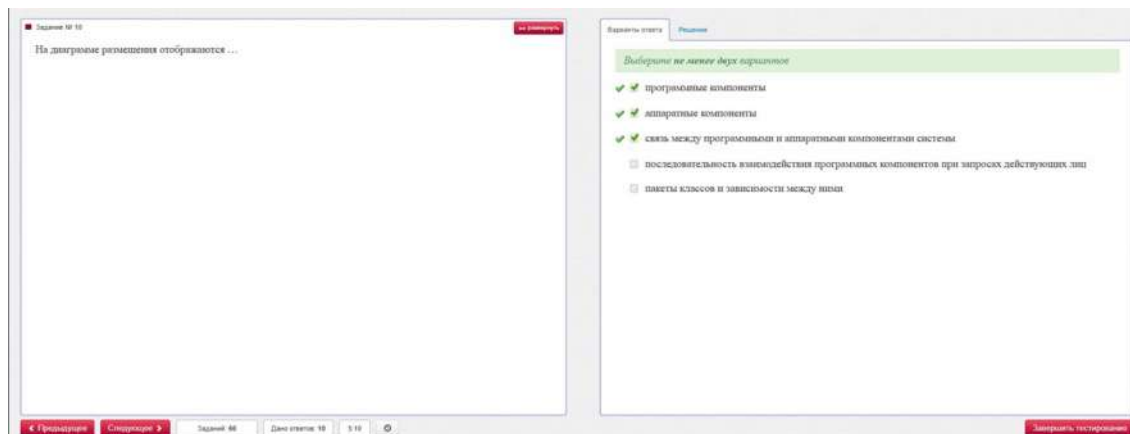 Задание № 10
развернуть
На диаграмме размещения отображаются …
Варианты ответа
Решение
Выберите не менее двух вариантов
программные компоненты
аппаратные компоненты
связь между программными и аппаратными компонентами системы
последовательность взаимодействия программных компонентов при запросах действующих лиц
пакеты классов и зависимости между ними
Предыдущее
Следующее
Заданий
Дано ответов: 10
Завершить тестирование